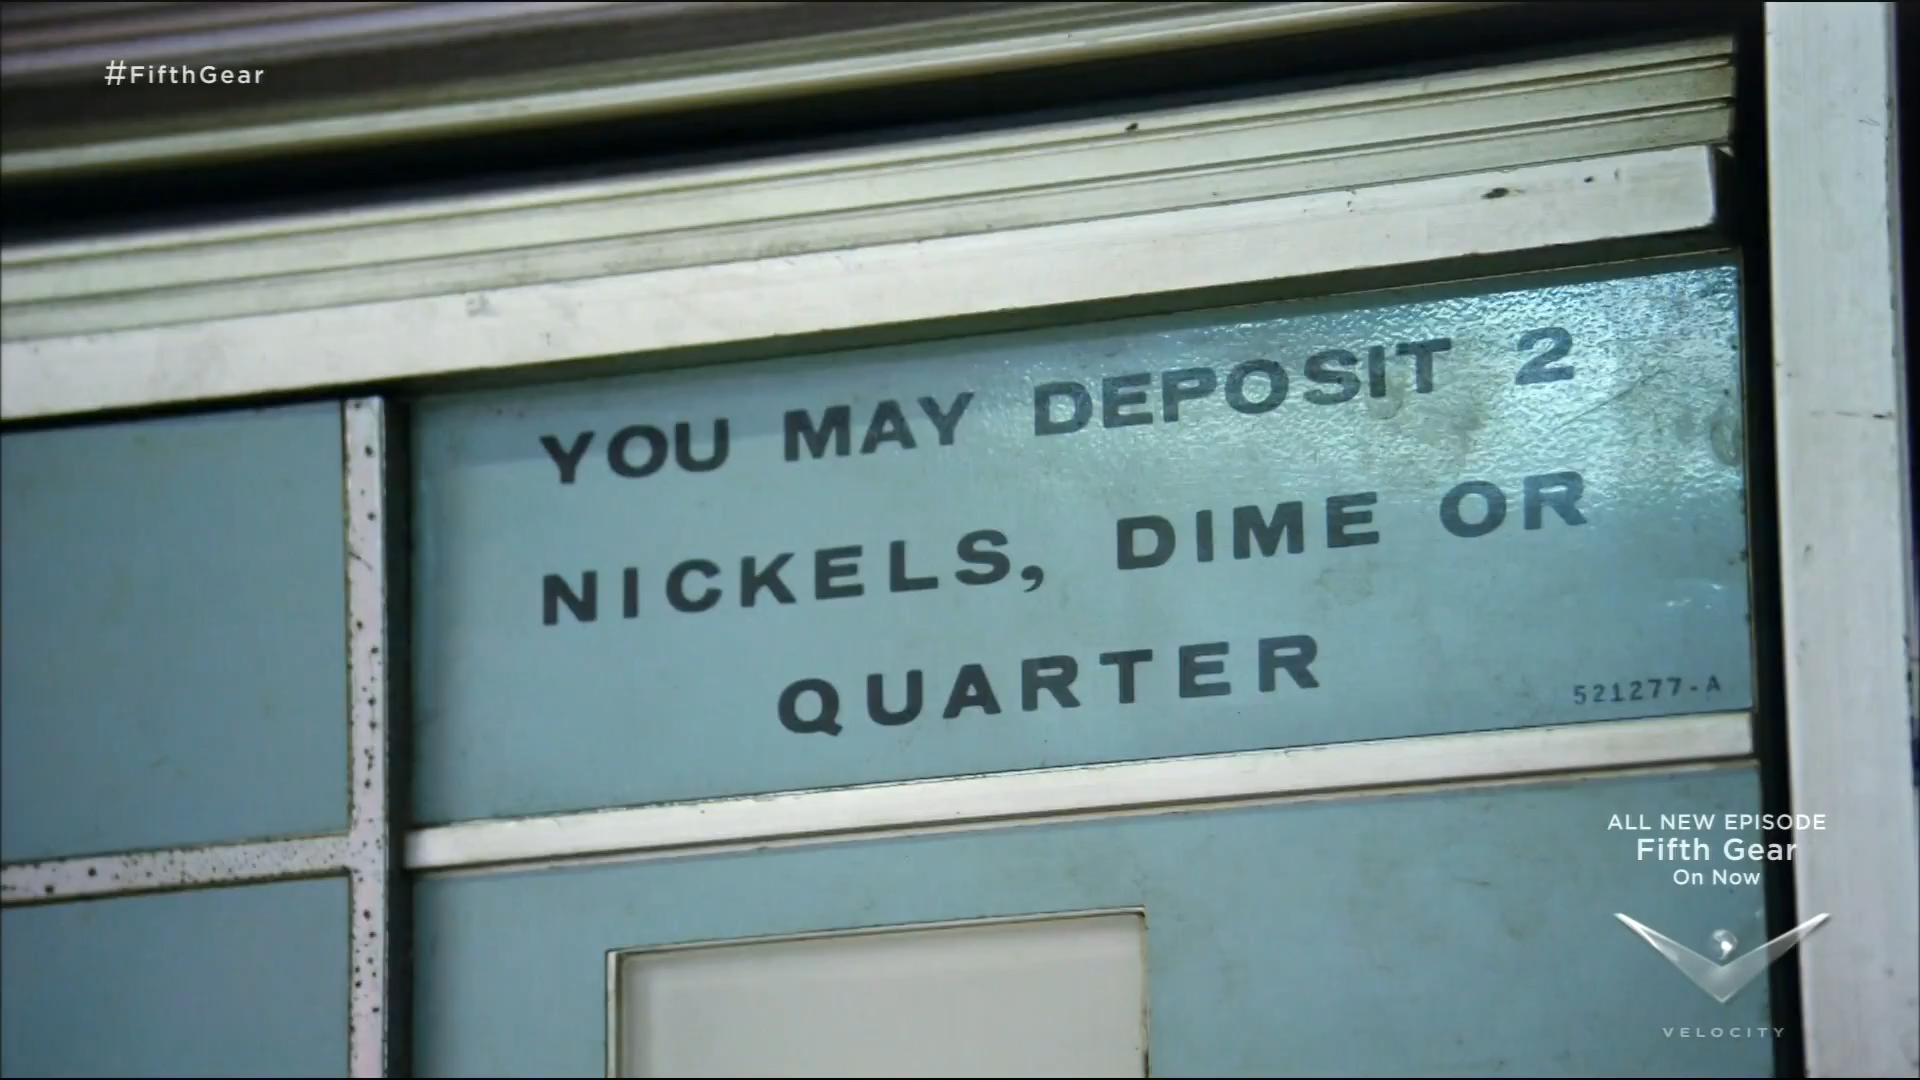 #FifthGear
YOU MAY DEPOSIT 2
NICKELS, DIME OR
QUARTER
521277-A
ALL NEW EPISODE
Fifth Gear
On Now
VELOCITY